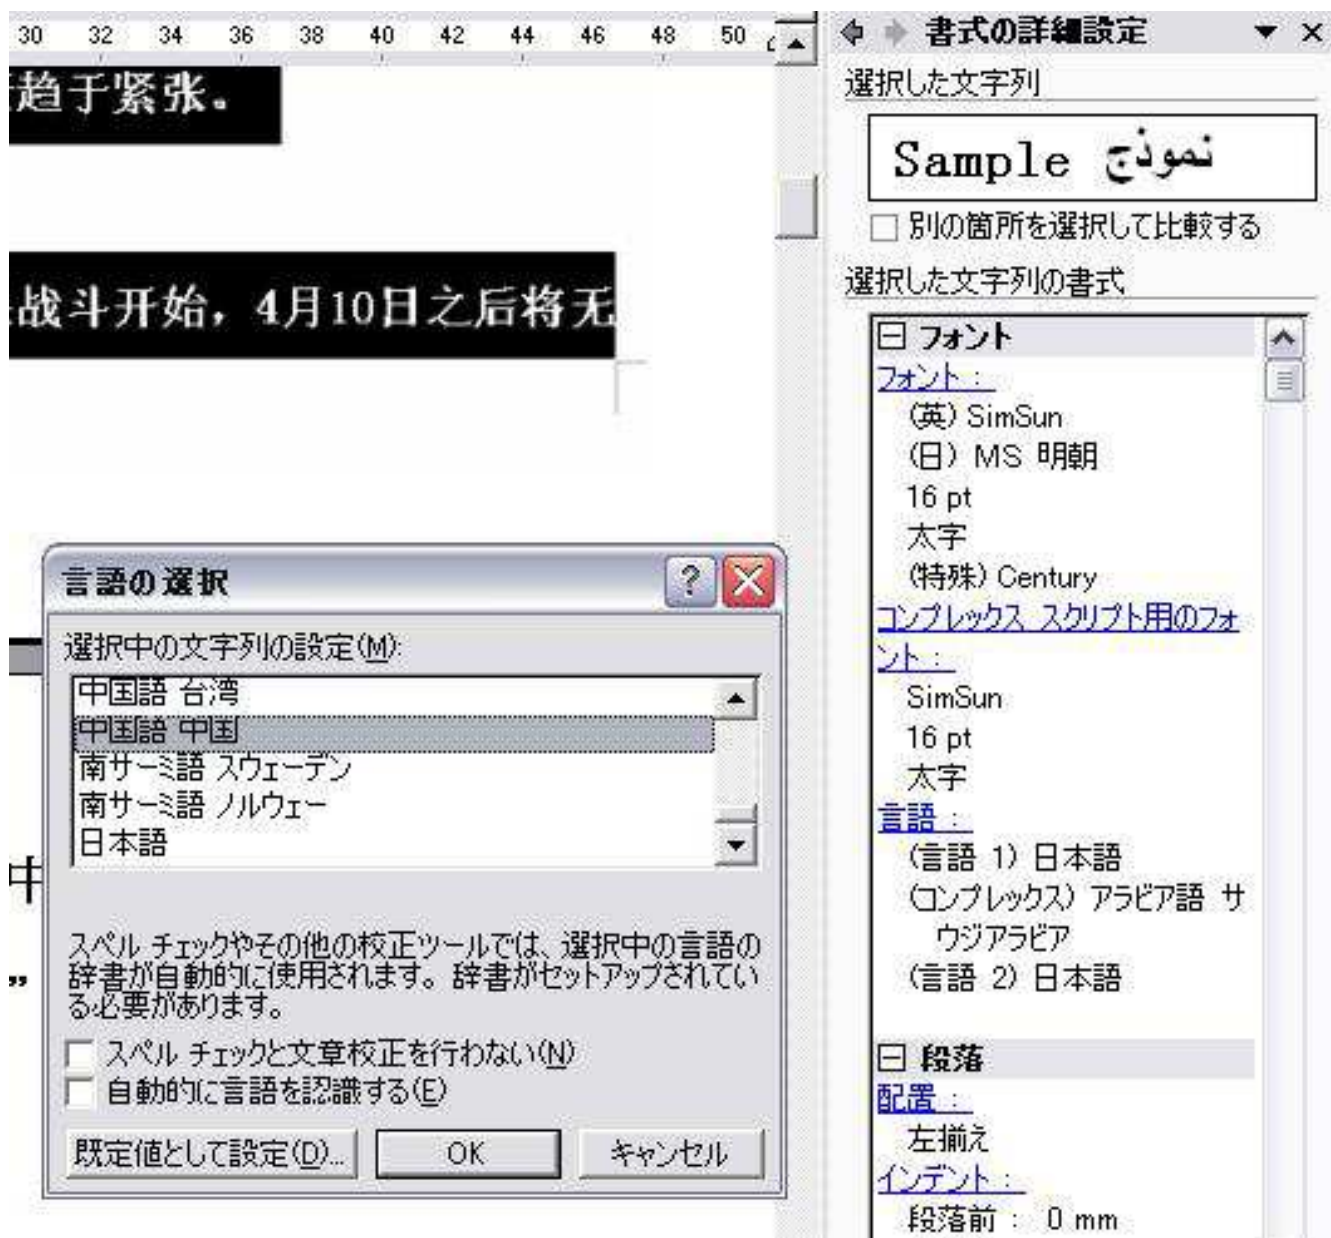 30 32 34 36 38 40 42 44 46 48 50
趋于紧张。
战斗开始，4月10日之后将无
”
言語の選択
選択中の文字列の設定(M):
中国語 台湾
中国語 中国
南サーミ語 スウェーデン
南サーミ語 ノルウェー
日本語
スペル チェックやその他の校正ツールでは、選択中の言語の
辞書が自動的に使用されます。辞書がセットアップされてい
る必要があります。
スペル チェックと文章校正を行わない(N)
自動的に言語を認識する(E)
既定値として設定(D)...
OK
キャンセル
書式の詳細設定
選択した文字列
Sample نموذج
別の箇所を選択して比較する
選択した文字列の書式
フォント
フォント :
(英) SimSun
(日) MS 明朝
16 pt
太字
(特殊) Century
コンプレックス スクリプト用のフォ
ント :
SimSun
16 pt
太字
言語 :
(言語 1) 日本語
(コンプレックス) アラビア語 サ
ウジアラビア
(言語 2) 日本語
段落
配置 :
左揃え
インデント :
段落前 : 0 mm